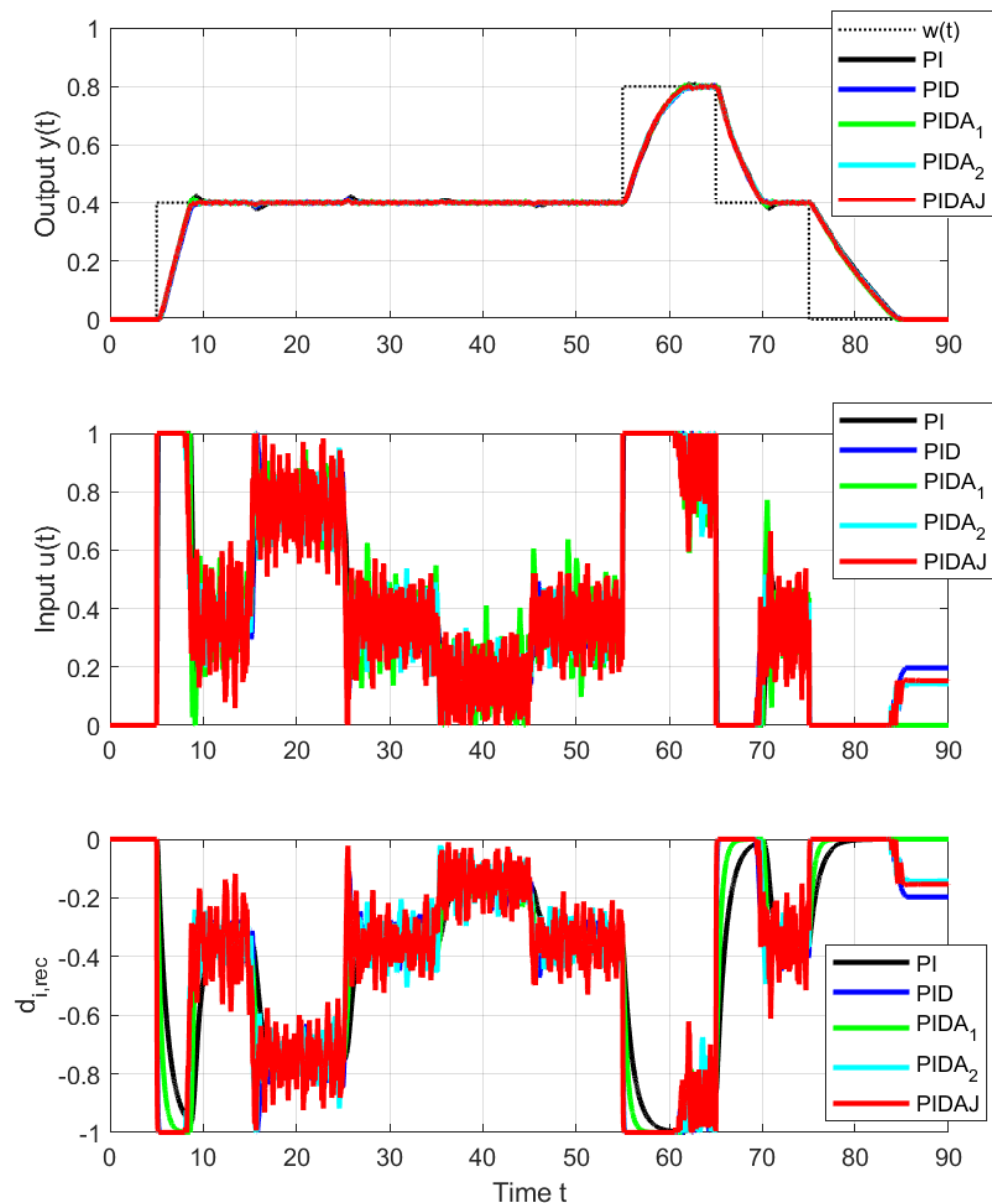 1
0.8
0.6
0.4
0.2
0
Output y(t)
0 10 20 30 40 50 60 70 80 90
w(t)
PI
PID
PIDA1
PIDA2
PIDAJ
1
0.8
0.6
0.4
0.2
0
Input u(t)
0 10 20 30 40 50 60 70 80 90
PI
PID
PIDA1
PIDA2
PIDAJ
0
-0.2
-0.4
-0.6
-0.8
-1
di,rec
0 10 20 30 40 50 60 70 80 90
Time t
PI
PID
PIDA1
PIDA2
PIDAJ